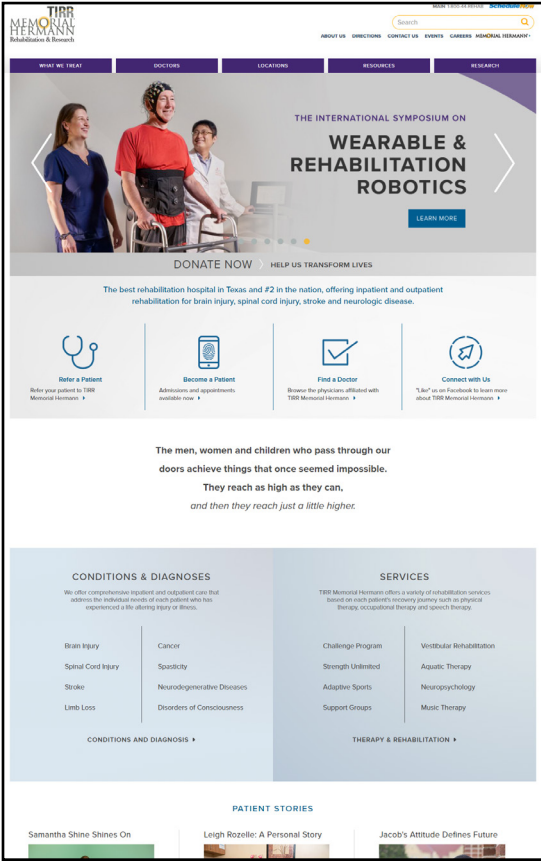 TIRR
MEMORIAL
HERMANN
Rehabilitation & Research
MAIN 1.800.44.REHAB
Search
ABOUT US DIRECTIONS CONTACT US EVENTS CAREERS MEMORIAL HERMANN
WHAT WE TREAT DOCTORS LOCATIONS RESOURCES RESEARCH
THE INTERNATIONAL SYMPOSIUM ON
WEARABLE &
REHABILITATION
ROBOTICS
LEARN MORE
DONATE NOW HELP US TRANSFORM LIVES
The best rehabilitation hospital in Texas and #2 in the nation, offering inpatient and outpatient
rehabilitation for brain injury, spinal cord injury, stroke and neurologic disease.
Refer a Patient
Refer your patient to TIRR
Memorial Hermann
Become a Patient
Admissions and appointments
available now
Find a Doctor
Browse the physicians affiliated with
TIRR Memorial Hermann
Connect with Us
"Like" us on Facebook to learn more
about TIRR Memorial Hermann
The men, women and children who pass through our
doors achieve things that once seemed impossible.
They reach as high as they can,
and then they reach just a little higher.
CONDITIONS & DIAGNOSES
We offer comprehensive inpatient and outpatient care that
address the individual needs of each patient who has
experienced a life altering injury or illness.
Brain Injury
Spinal Cord Injury
Stroke
Limb Loss
Cancer
Spasticity
Neurodegenerative Diseases
Disorders of Consciousness
CONDITIONS AND DIAGNOSIS
SERVICES
TIRR Memorial Hermann offers a variety of rehabilitation services
based on each patient's recovery journey such as physical
therapy, occupational therapy and speech therapy.
Challenge Program
Strength Unlimited
Adaptive Sports
Support Groups
Vestibular Rehabilitation
Aquatic Therapy
Neuropsychology
Music Therapy
THERAPY & REHABILITATION
PATIENT STORIES
Samantha Shine Shines On
Leigh Rozelle: A Personal Story
Jacob's Attitude Defines Future